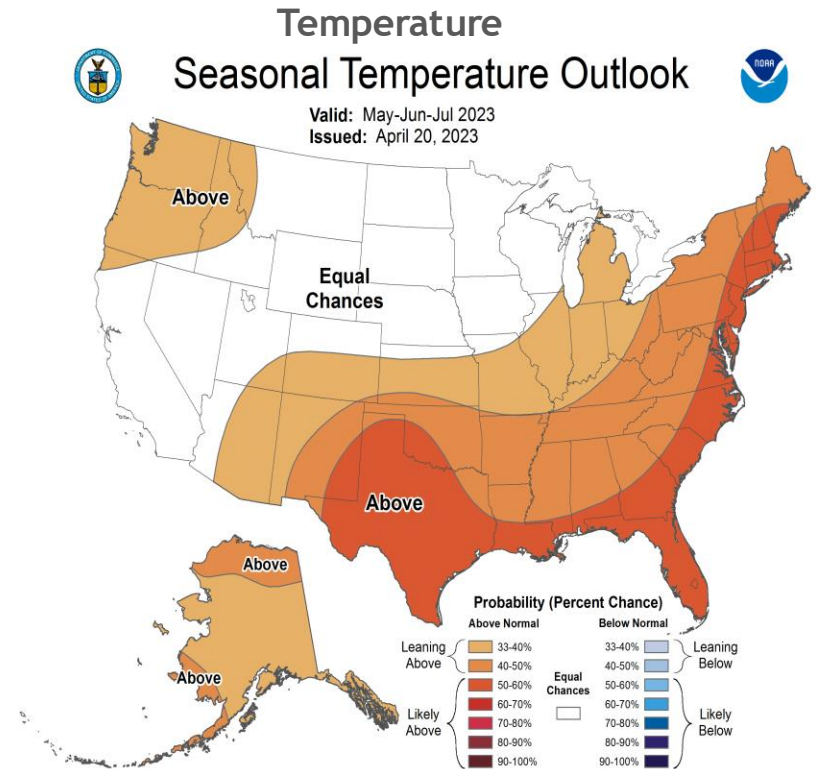 Temperature
NOAA
Seasonal Temperature Outlook
Valid: May-Jun-Jul 2023
Issued: April 20, 2023
Above
Equal
Chances
Above
Above
Above
Probability (Percent Chance)
Above Normal
Below Normal
Leaning
Above
33-40%
40-50%
Likely
Above
50-60%
60-70%
70-80%
80-90%
90-100%
Equal
Chances
33-40%
40-50%
Leaning
Below
50-60%
60-70%
70-80%
80-90%
90-100%
Likely
Below